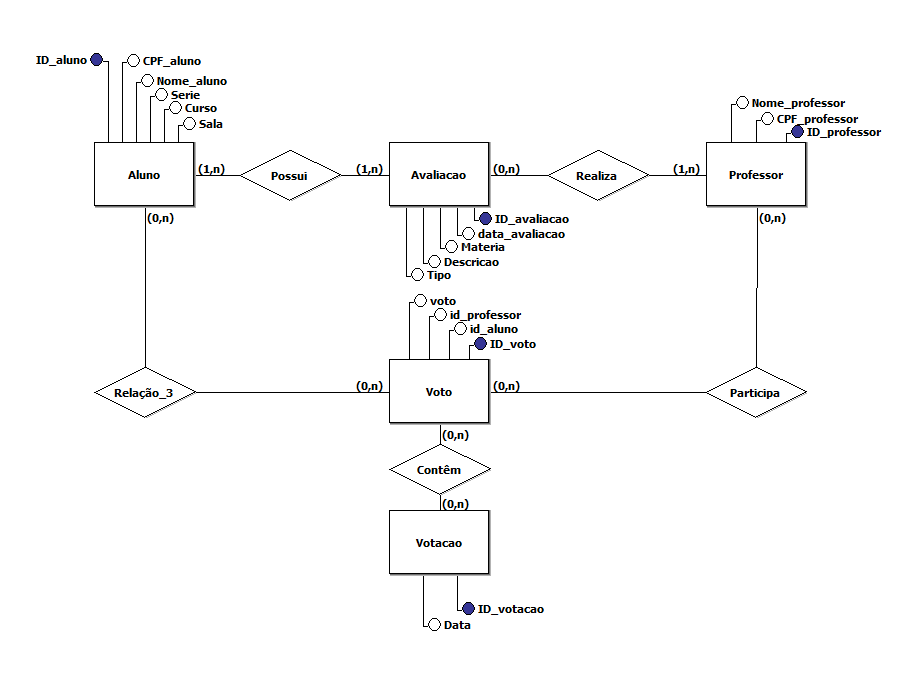 ID_aluno
CPF_aluno
Nome_aluno
Serie
Curso
Sala
Nome_professor
CPF_professor
ID_professor
Aluno
(1,n)
Possui
(1,n)
Avaliacao
(0,n)
Realiza
(1,n)
Professor
(0,n)
(0,n)
ID_avaliacao
data_avaliacao
Materia
Descricao
Tipo
voto
id_professor
id_aluno
ID_voto
Relação_3
(0,n)
Voto
(0,n)
Participa
(0,n)
Contêm
(0,n)
Votacao
ID_votacao
Data